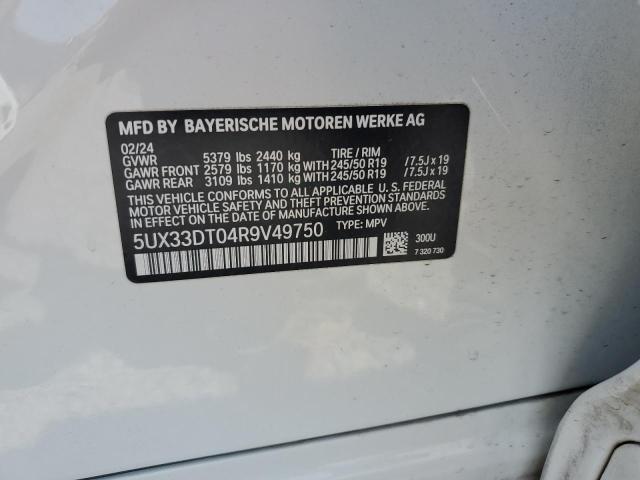 MFD BY BAYERISCHE MOTOREN WERKE AG
02/24
GVWR 5379 lbs 2440 kg TIRE / RIM
GAWR FRONT 2579 lbs 1170 kg WITH 245/50 R19 / 7.5J x 19
GAWR REAR 3109 lbs 1410 kg WITH 245/50 R19 / 7.5J x 19
THIS VEHICLE CONFORMS TO ALL APPLICABLE U. S. FEDERAL
MOTOR VEHICLE SAFETY AND THEFT PREVENTION STANDARDS
IN EFFECT ON THE DATE OF MANUFACTURE SHOWN ABOVE.
5UX33DT04R9V49750 TYPE: MPV
300U
7 320 730